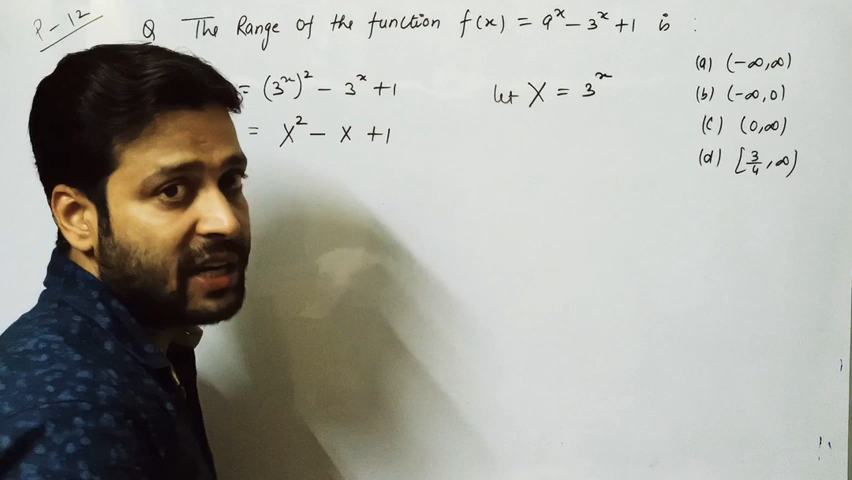 P-12
Q The Range of the function f(x) = 9^x - 3^x + 1 is :
= (3^x)^2 - 3^x + 1
let X = 3^x
= X^2 - X + 1
(a) (-∞, ∞)
(b) (-∞, 0)
(c) (0, ∞)
(d) [3/4, ∞)